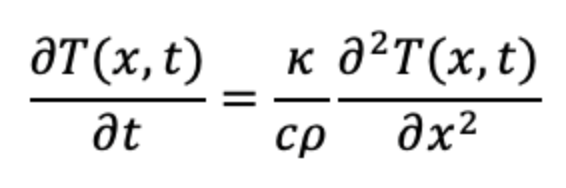 ∂T(x, t)/∂t = κ/cρ ∂²T(x, t)/∂x²